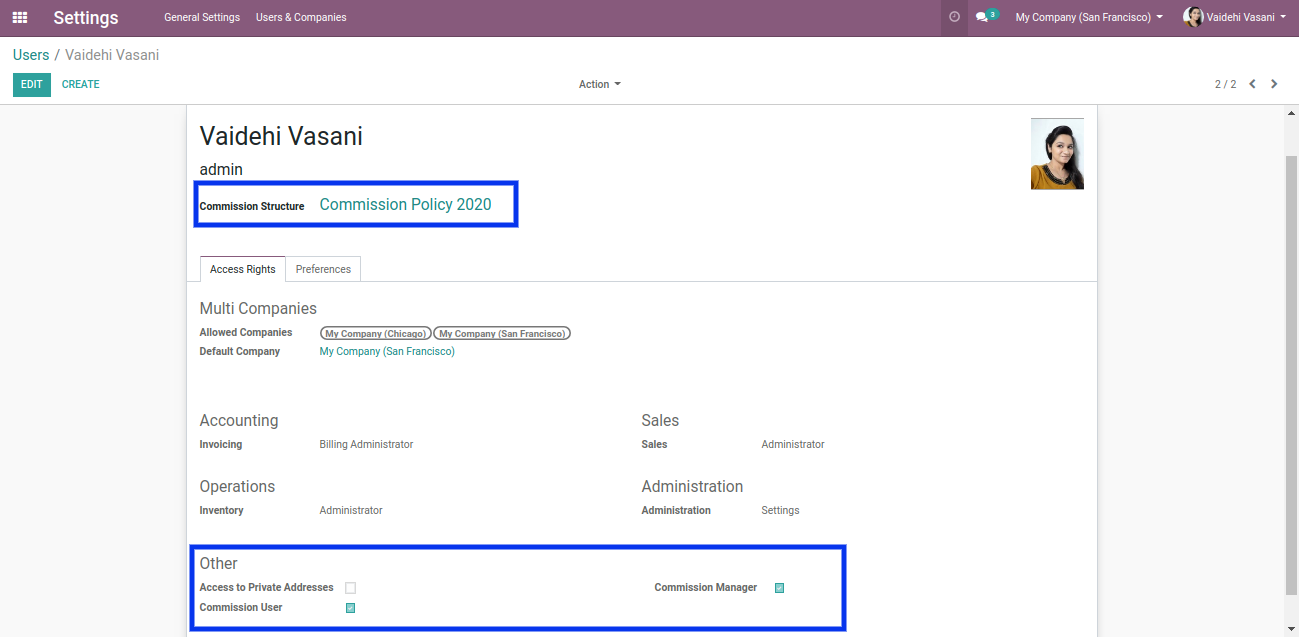 Settings General Settings Users & Companies 3 My Company (San Francisco) Vaidehi Vasani
Users / Vaidehi Vasani
EDIT CREATE Action 2 / 2
Vaidehi Vasani
admin
Commission Structure Commission Policy 2020
Access Rights Preferences
Multi Companies
Allowed Companies My Company (Chicago) My Company (San Francisco)
Default Company My Company (San Francisco)
Accounting Sales
Invoicing Billing Administrator Sales Administrator
Operations Administration
Inventory Administrator Administration Settings
Other
Access to Private Addresses Commission Manager
Commission User